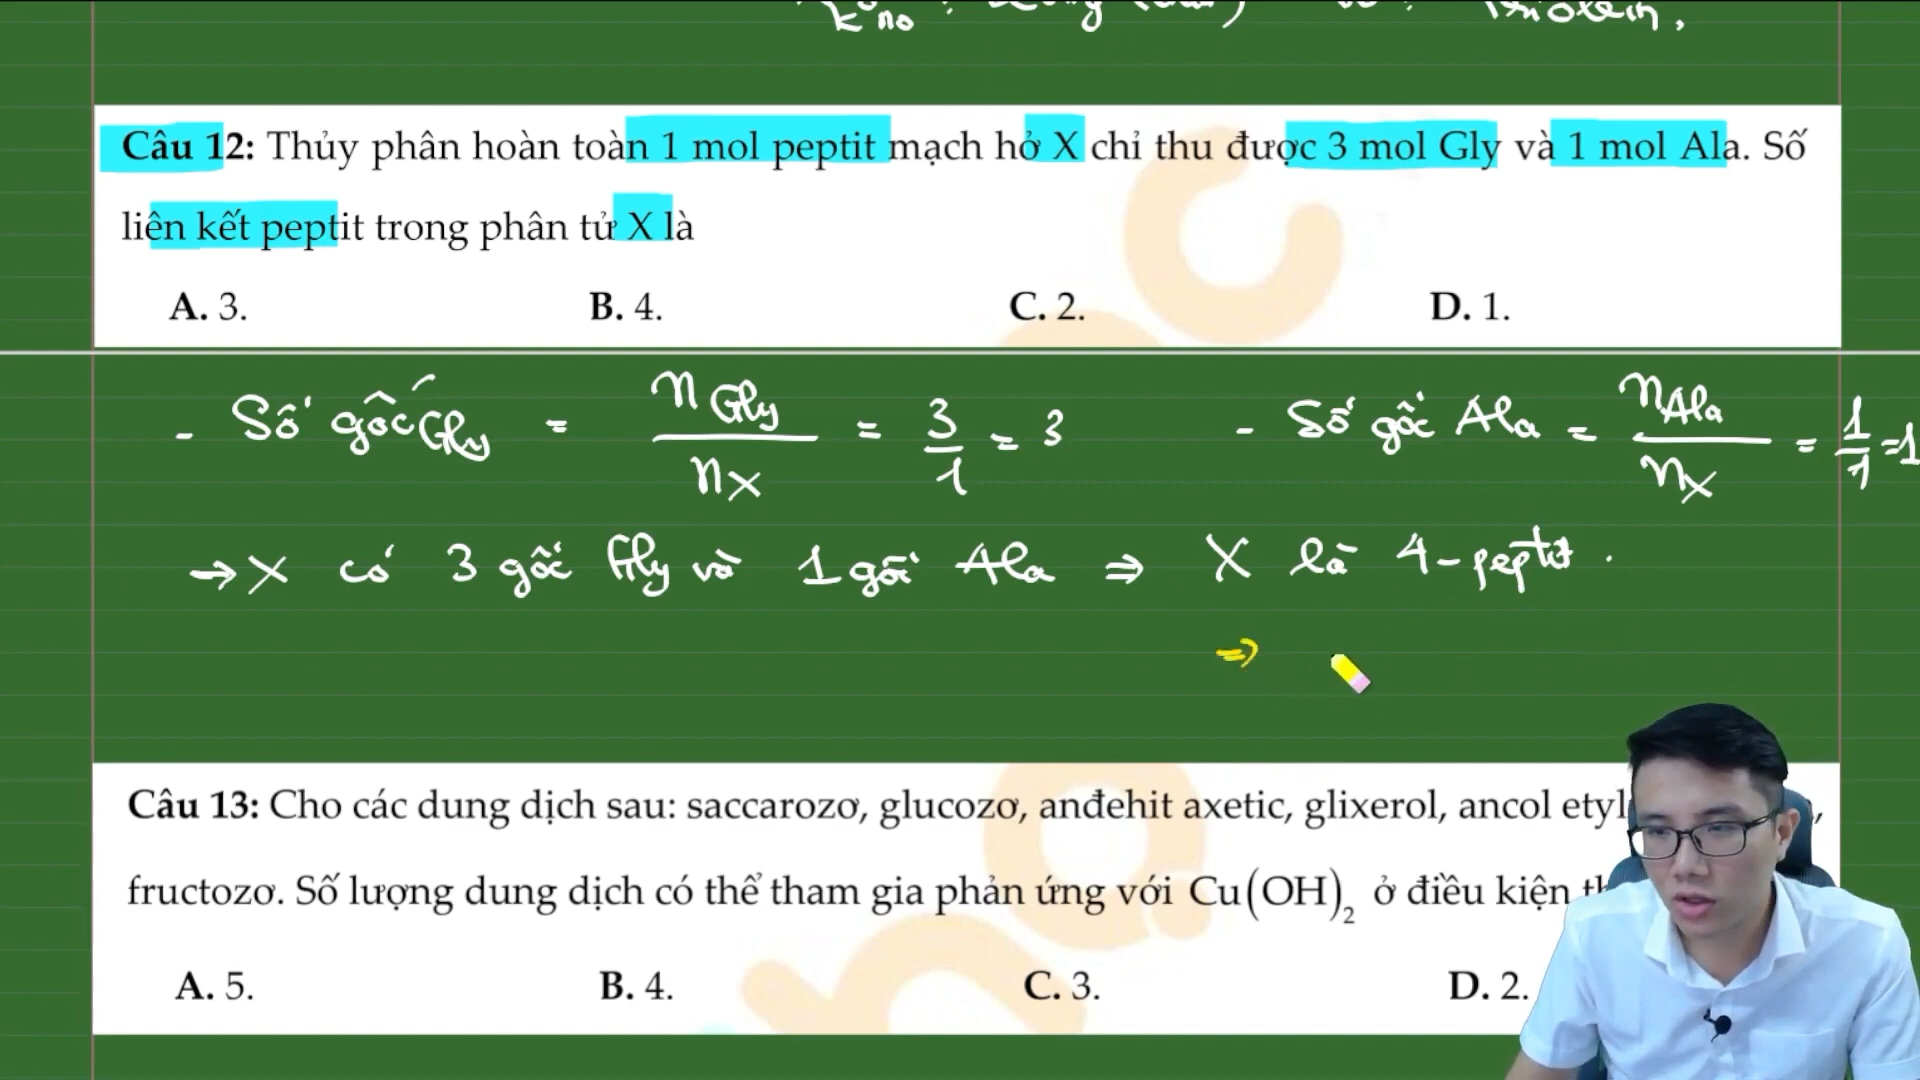 Câu 12: Thủy phân hoàn toàn 1 mol peptit mạch hở X chỉ thu được 3 mol Gly và 1 mol Ala. Số
liên kết peptit trong phân tử X là
A. 3. B. 4. C. 2. D. 1.
- Số gốc Gly = nGly / nX = 3/1 = 3 - Số gốc Ala = nAla / nX = 1/1 = 1
→ X có 3 gốc Gly và 1 gốc Ala ⇒ X là 4-peptit.
⇒
Câu 13: Cho các dung dịch sau: saccarozơ, glucozơ, anđehit axetic, glixerol, ancol etyl
fructozơ. Số lượng dung dịch có thể tham gia phản ứng với Cu(OH)₂ ở điều kiện
A. 5. B. 4. C. 3. D. 2.